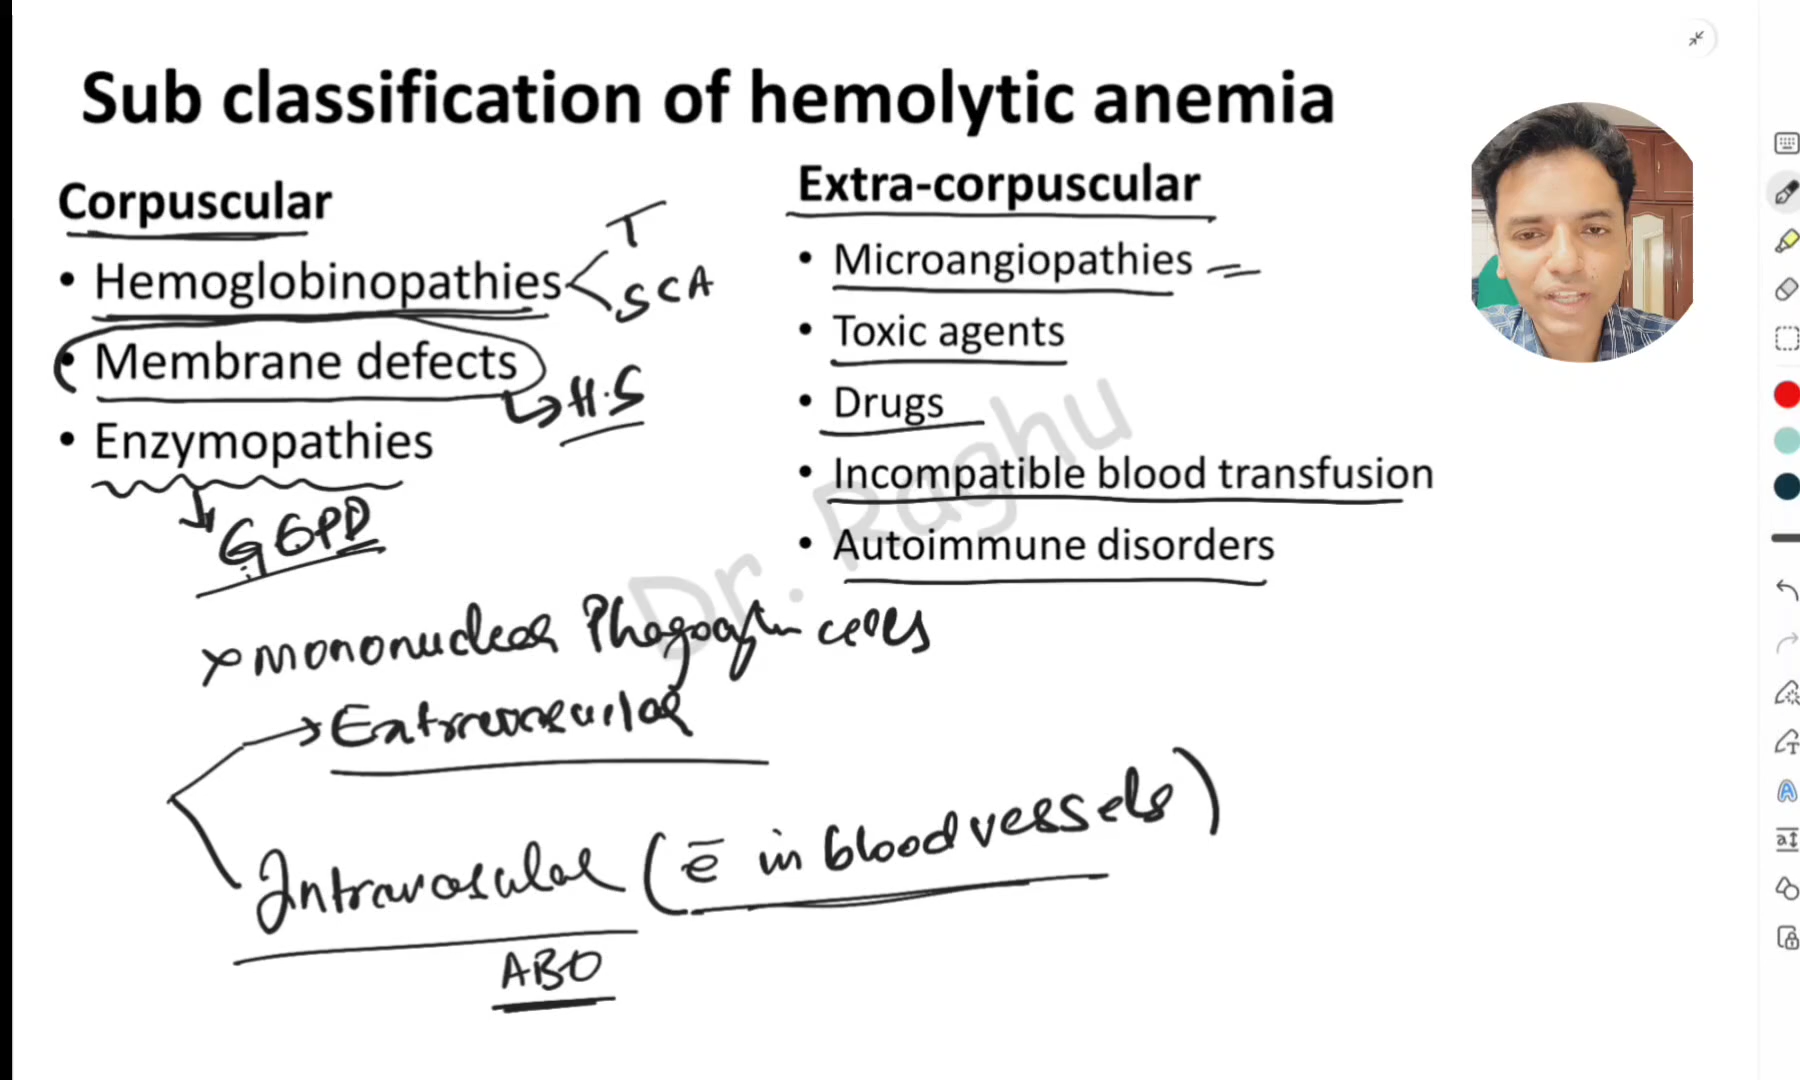 Sub classification of hemolytic anemia
Corpuscular
• Hemoglobinopathies
T
SCA
• Membrane defects
H.S
• Enzymopathies
G6PD
Extra-corpuscular
• Microangiopathies
• Toxic agents
• Drugs
• Incompatible blood transfusion
• Autoimmune disorders
Dr. Raghu
mononuclear Phagocytic cells
Extravascular
Intravascular (c̄ in blood vessels)
ABO